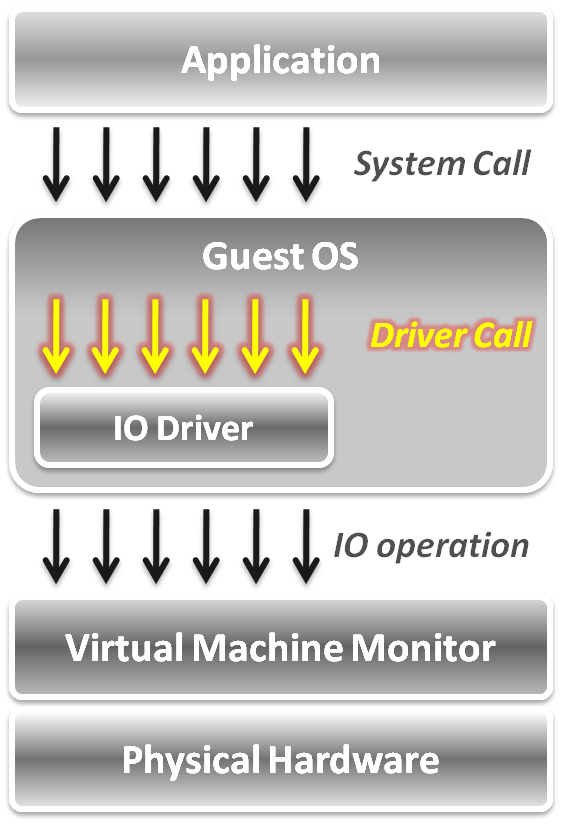 Application
System Call
Guest OS
Driver Call
IO Driver
IO operation
Virtual Machine Monitor
Physical Hardware